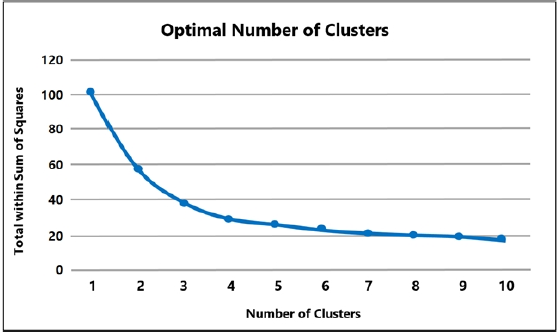 Optimal Number of Clusters
Total within Sum of Squares
120
100
80
60
40
20
0
1 2 3 4 5 6 7 8 9 10
Number of Clusters